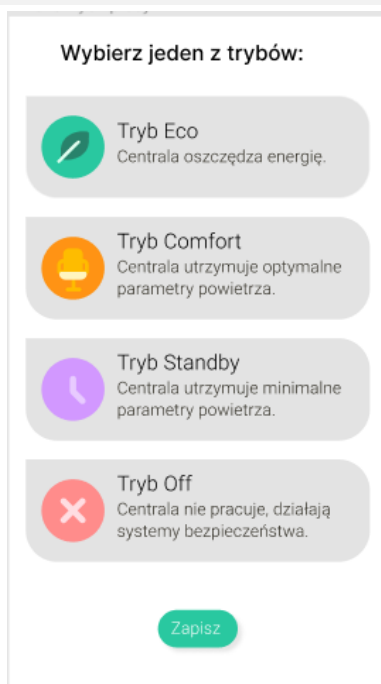 Wybierz jeden z trybów:
Tryb Eco
Centrala oszczędza energię.
Tryb Comfort
Centrala utrzymuje optymalne
parametry powietrza.
Tryb Standby
Centrala utrzymuje minimalne
parametry powietrza.
Tryb Off
Centrala nie pracuje, działają
systemy bezpieczeństwa.
Zapisz